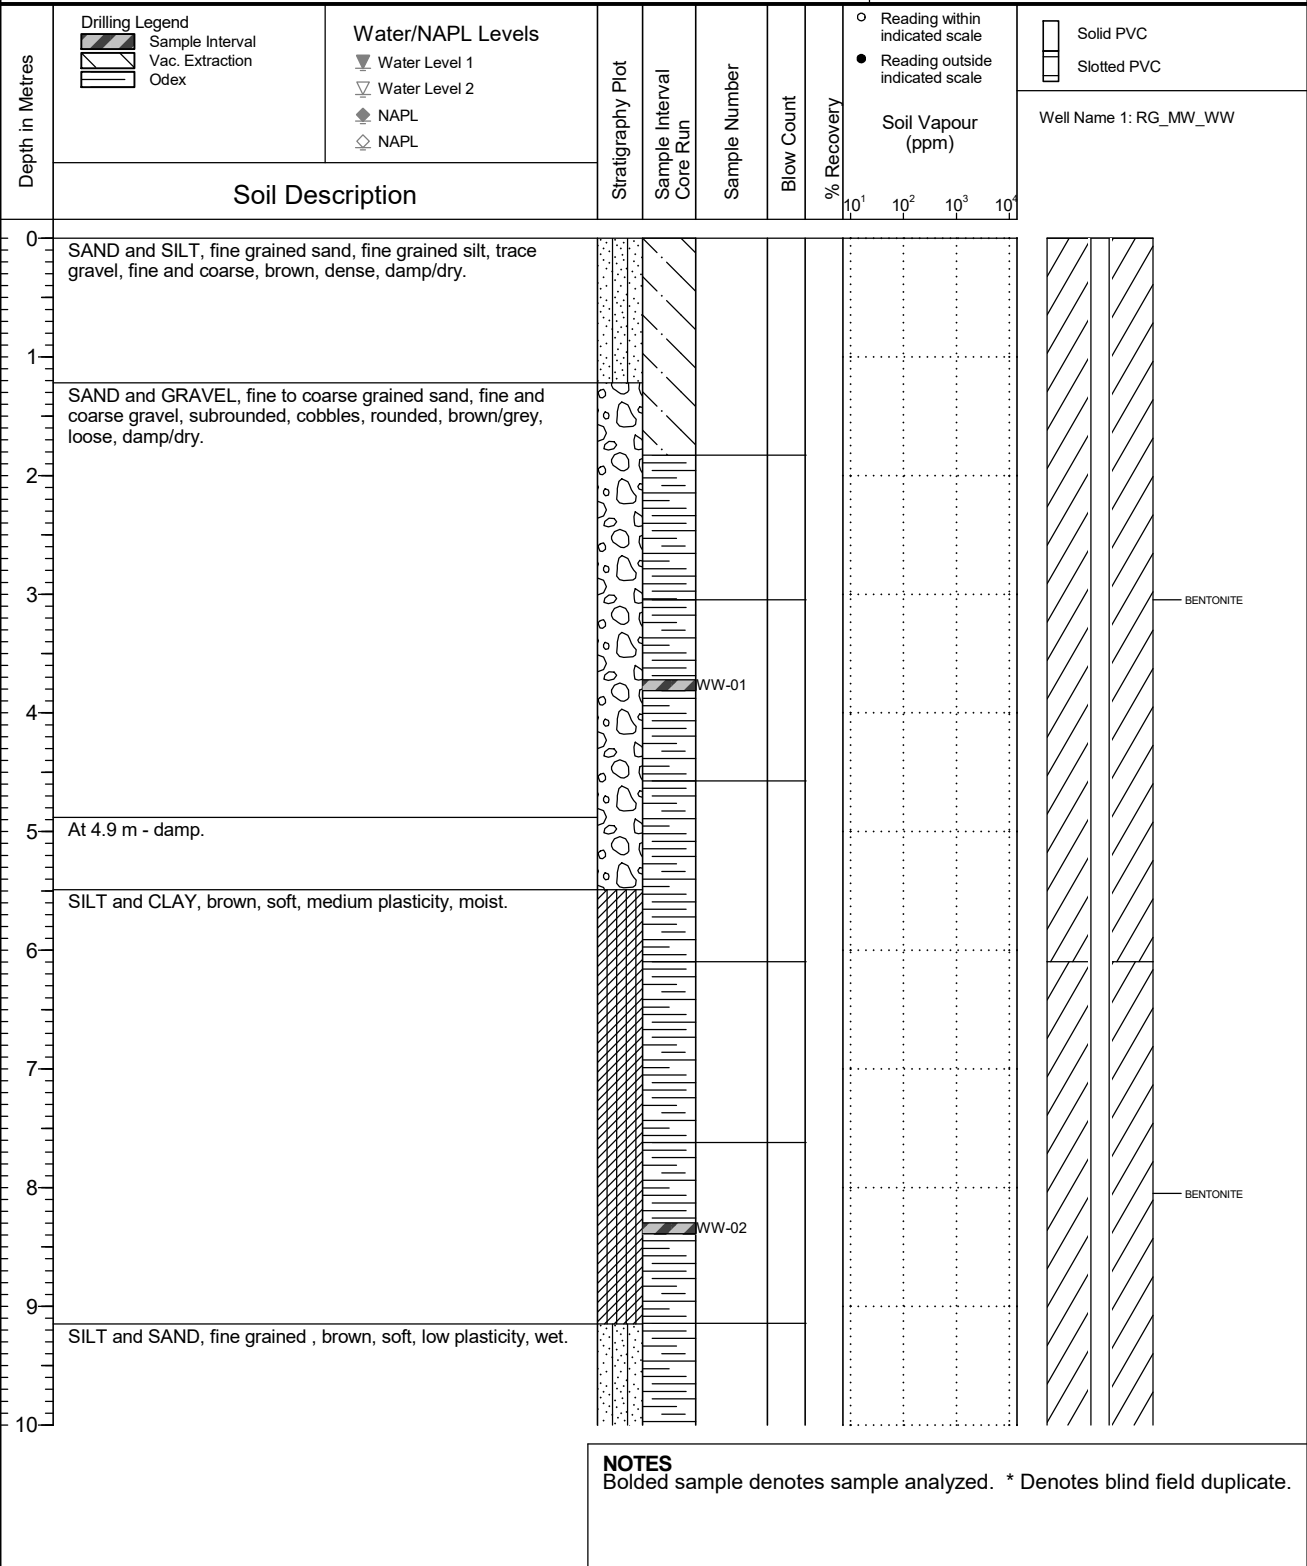 Drilling Legend
Sample Interval
Vac. Extraction
Odex
Water/NAPL Levels
Water Level 1
Water Level 2
NAPL
NAPL
Depth in Metres
Soil Description
Stratigraphy Plot
Sample Interval
Core Run
Sample Number
Blow Count
% Recovery
Reading within
indicated scale
Reading outside
indicated scale
Soil Vapour
(ppm)
10¹ 10² 10³ 10⁴
Solid PVC
Slotted PVC
Well Name 1: RG_MW_WW
0
SAND and SILT, fine grained sand, fine grained silt, trace
gravel, fine and coarse, brown, dense, damp/dry.
1
SAND and GRAVEL, fine to coarse grained sand, fine and
coarse gravel, subrounded, cobbles, rounded, brown/grey,
loose, damp/dry.
2
3
BENTONITE
WW-01
4
5
At 4.9 m - damp.
SILT and CLAY, brown, soft, medium plasticity, moist.
6
7
8
BENTONITE
WW-02
9
SILT and SAND, fine grained , brown, soft, low plasticity, wet.
10
NOTES
Bolded sample denotes sample analyzed. * Denotes blind field duplicate.